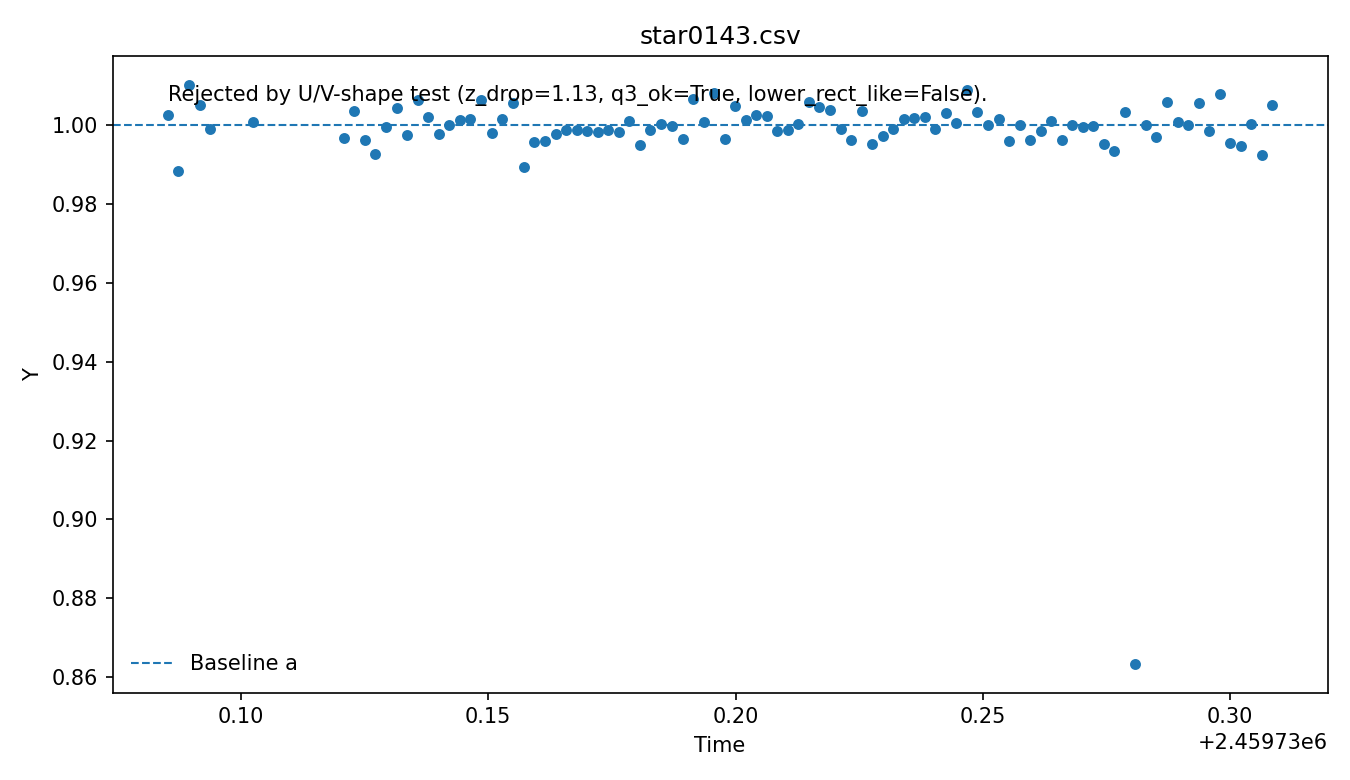 star0143.csv
Rejected by U/V-shape test (z_drop=1.13, q3_ok=True, lower_rect_like=False).
1.00
0.98
0.96
0.94
0.92
0.90
0.88
0.86
Y
Baseline a
0.10
0.15
0.20
0.25
0.30
Time
+2.45973e6